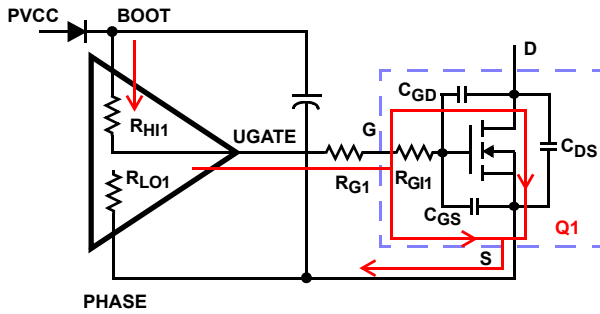 PVCC
BOOT
D
CGD
RHI1
UGATE
G
CDS
RLO1
RG1
RGI1
CGS
Q1
S
PHASE